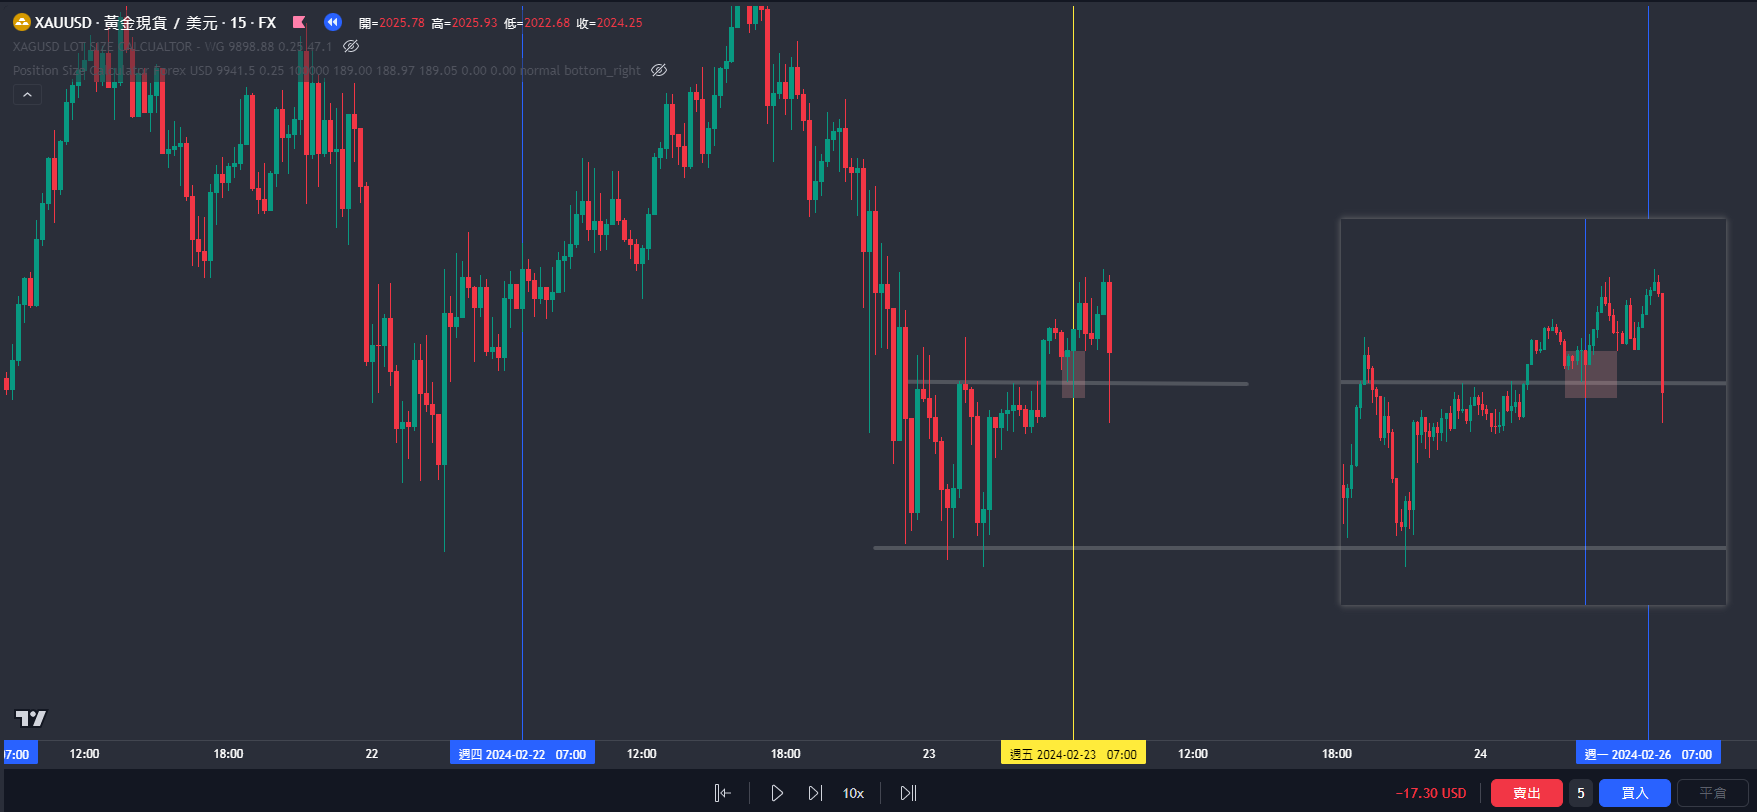 XAUUSD · 黃金現貨 / 美元 · 15 · FX 開=2025.78 高=2025.93 低=2022.68 收=2024.25
XAGUSD LOT SIZE CALCUALTOR - WG 9898.88 0.25 47.1
Position Size Calculator Forex USD 9941.5 0.25 100000 189.00 188.97 189.05 0.00 0.00 normal bottom_right
07:00 12:00 18:00 22 週四 2024-02-22 07:00 12:00 18:00 23 週五 2024-02-23 07:00 12:00 18:00 24 週一 2024-02-26 07:00
10x −17.30 USD 賣出 5 買入 平倉